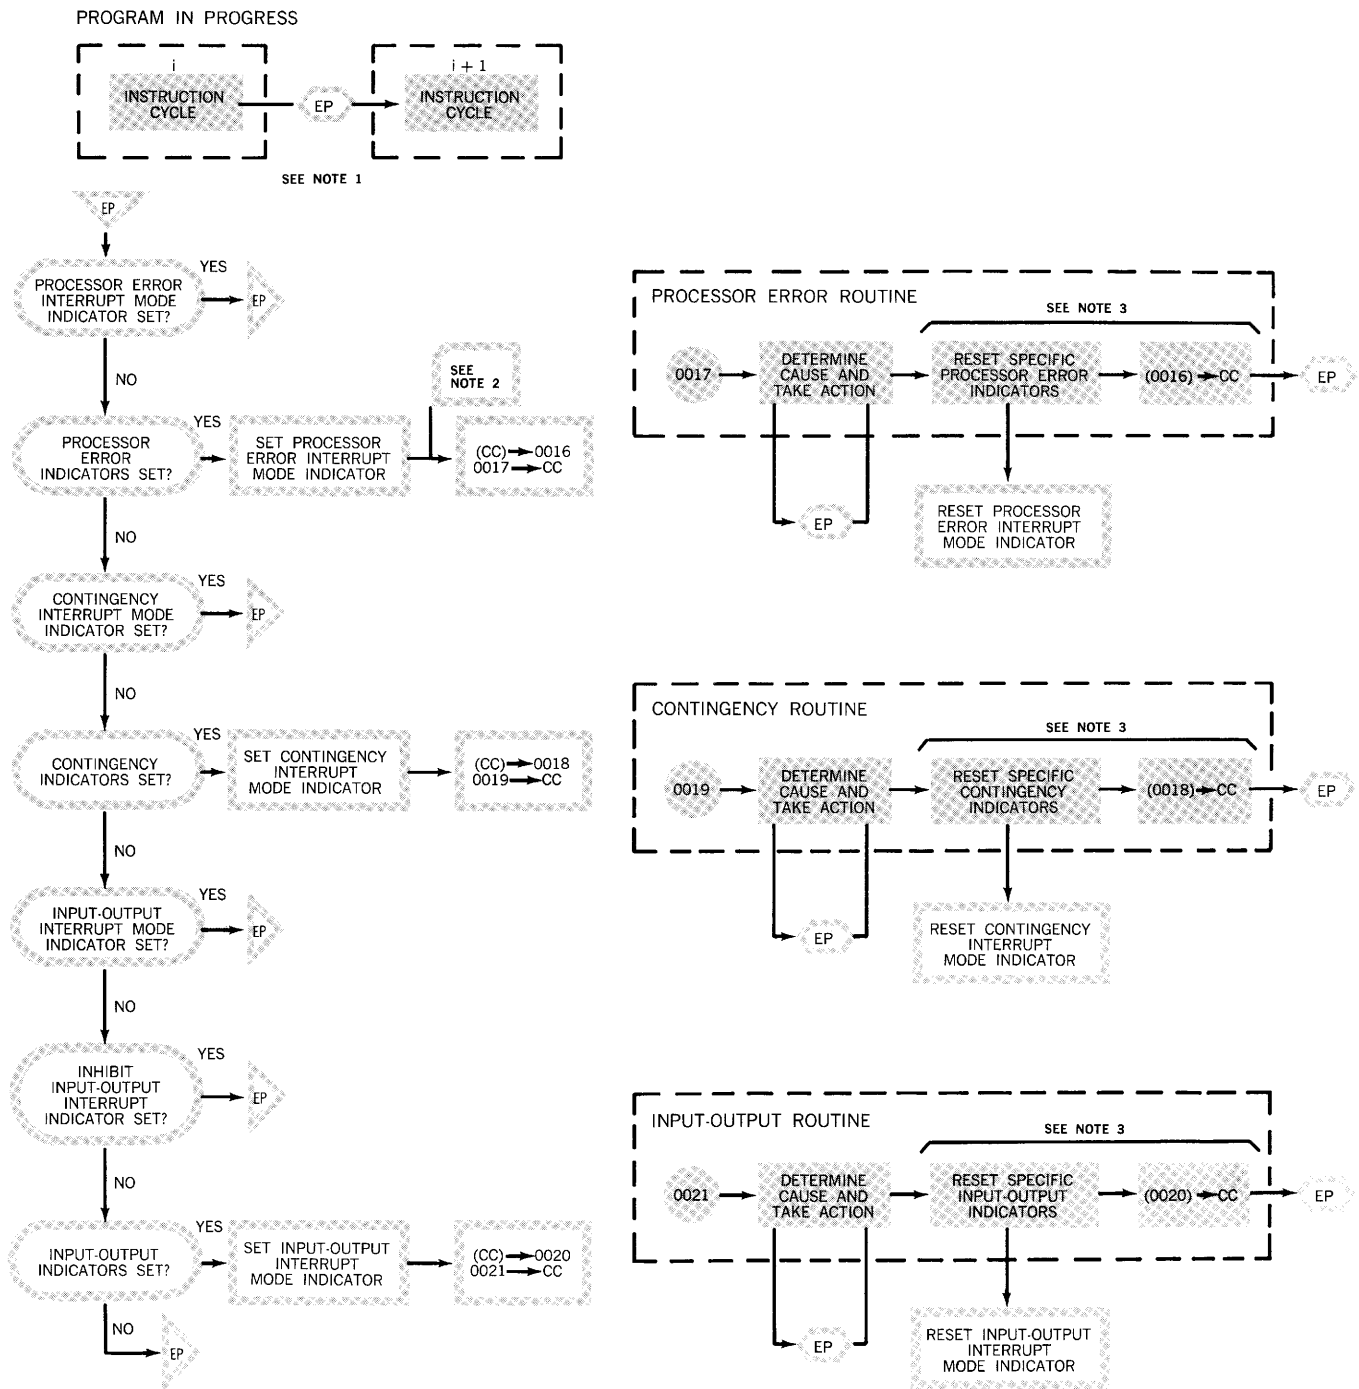 PROGRAM IN PROGRESS
i
INSTRUCTION
CYCLE
EP
i + 1
INSTRUCTION
CYCLE
SEE NOTE 1
EP
PROCESSOR ERROR
INTERRUPT MODE
INDICATOR SET?
YES
EP
NO
PROCESSOR
ERROR
INDICATORS SET?
YES
SET PROCESSOR
ERROR INTERRUPT
MODE INDICATOR
SEE
NOTE 2
(CC)→0016
0017→CC
NO
CONTINGENCY
INTERRUPT MODE
INDICATOR SET?
YES
EP
NO
CONTINGENCY
INDICATORS SET?
YES
SET CONTINGENCY
INTERRUPT
MODE INDICATOR
(CC)→0018
0019→CC
NO
INPUT-OUTPUT
INTERRUPT MODE
INDICATOR SET?
YES
EP
NO
INHIBIT
INPUT-OUTPUT
INTERRUPT
INDICATOR SET?
YES
EP
NO
INPUT-OUTPUT
INDICATORS SET?
YES
SET INPUT-OUTPUT
INTERRUPT
MODE INDICATOR
(CC)→0020
0021→CC
NO
EP
PROCESSOR ERROR ROUTINE
SEE NOTE 3
0017
DETERMINE
CAUSE AND
TAKE ACTION
RESET SPECIFIC
PROCESSOR ERROR
INDICATORS
(0016)→CC
EP
EP
RESET PROCESSOR
ERROR INTERRUPT
MODE INDICATOR
CONTINGENCY ROUTINE
SEE NOTE 3
0019
DETERMINE
CAUSE AND
TAKE ACTION
RESET SPECIFIC
CONTINGENCY
INDICATORS
(0018)→CC
EP
EP
RESET CONTINGENCY
INTERRUPT
MODE INDICATOR
INPUT-OUTPUT ROUTINE
SEE NOTE 3
0021
DETERMINE
CAUSE AND
TAKE ACTION
RESET SPECIFIC
INPUT-OUTPUT
INDICATORS
(0020)→CC
EP
EP
RESET INPUT-OUTPUT
INTERRUPT
MODE INDICATOR